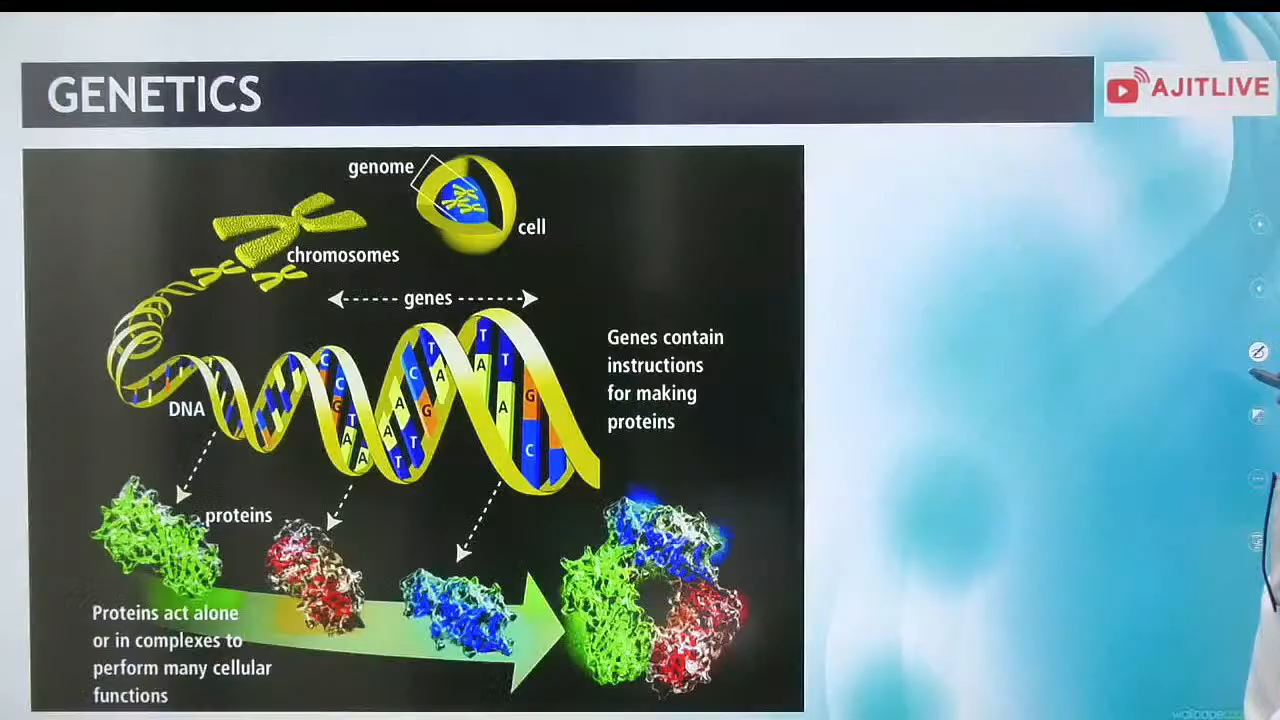 GENETICS
AJITLIVE
genome
cell
chromosomes
genes
Genes contain
instructions
for making
proteins
DNA
C
C
G
T
A
A
A
A
T
C
T
G
T
A
T
A
T
A
G
C
proteins
Proteins act alone
or in complexes to
perform many cellular
functions